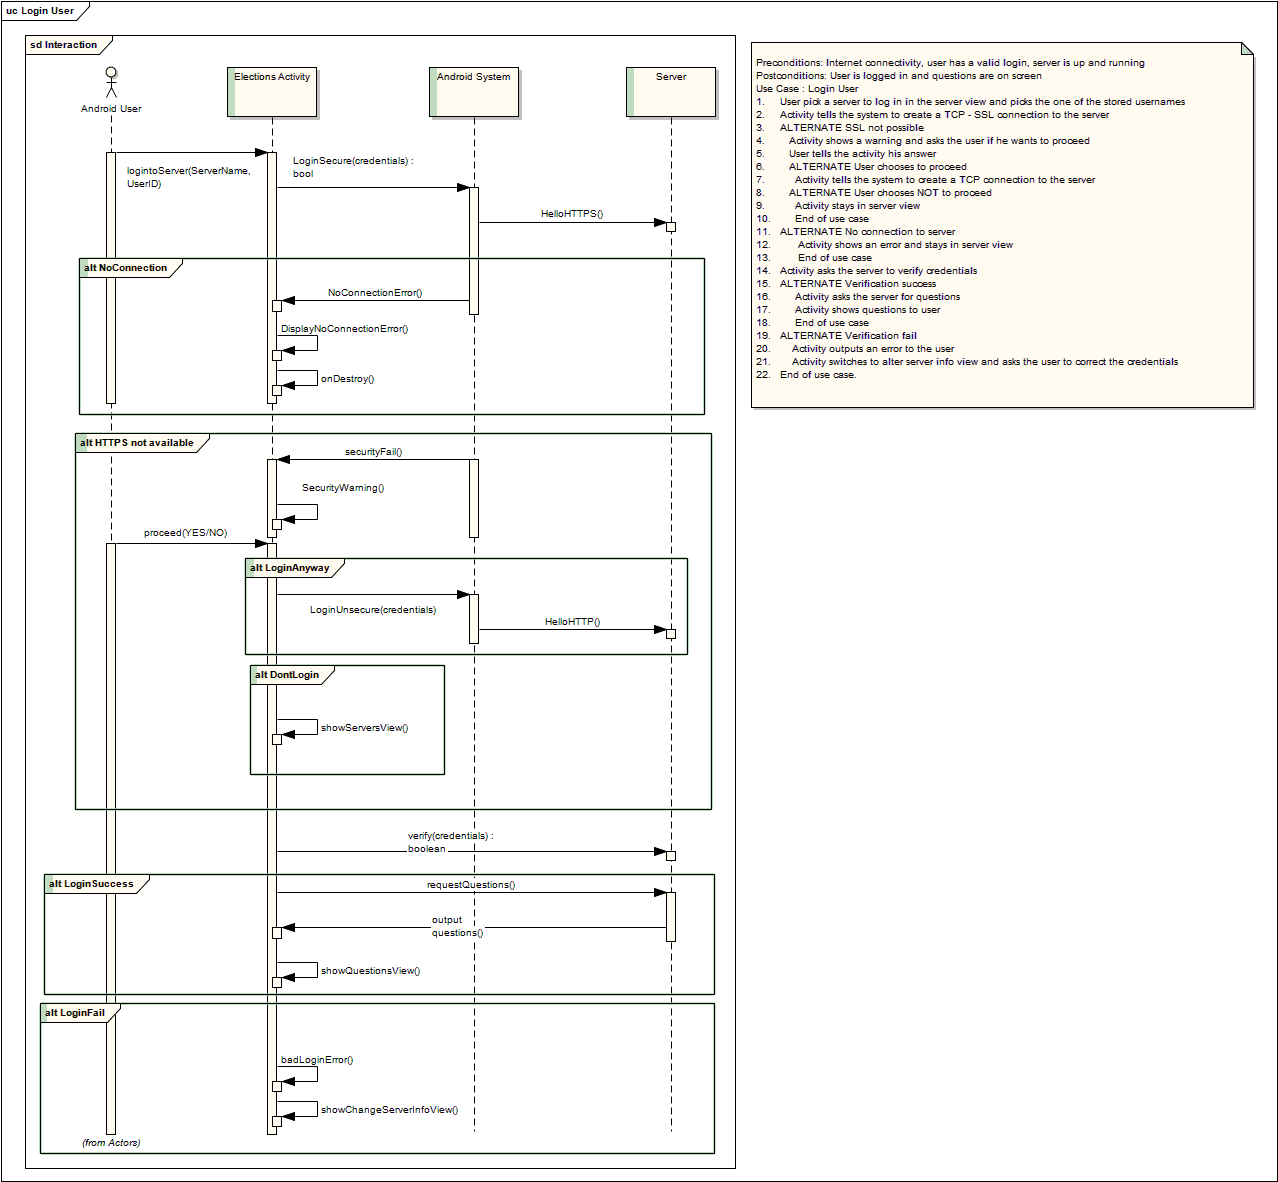 uc Login User
sd Interaction
Android User
Elections Activity
Android System
Server
logintoServer(ServerName,
UserID)
LoginSecure(credentials) :
bool
HelloHTTPS()
alt NoConnection
NoConnectionError()
DisplayNoConnectionError()
onDestroy()
alt HTTPS not available
securityFail()
SecurityWarning()
proceed(YES/NO)
alt LoginAnyway
LoginUnsecure(credentials)
HelloHTTP()
alt DontLogin
showServersView()
verify(credentials) :
boolean
alt LoginSuccess
requestQuestions()
output
questions()
showQuestionsView()
alt LoginFail
badLoginError()
showChangeServerInfoView()
(from Actors)
Preconditions: Internet connectivity, user has a valid login, server is up and running
Postconditions: User is logged in and questions are on screen
Use Case : Login User
1. User pick a server to log in in the server view and picks the one of the stored usernames
2. Activity tells the system to create a TCP - SSL connection to the server
3. ALTERNATE SSL not possible
4. Activity shows a warning and asks the user if he wants to proceed
5. User tells the activity his answer
6. ALTERNATE User chooses to proceed
7. Activity tells the system to create a TCP connection to the server
8. ALTERNATE User chooses NOT to proceed
9. Activity stays in server view
10. End of use case
11. ALTERNATE No connection to server
12. Activity shows an error and stays in server view
13. End of use case
14. Activity asks the server to verify credentials
15. ALTERNATE Verification success
16. Activity asks the server for questions
17. Activity shows questions to user
18. End of use case
19. ALTERNATE Verification fail
20. Activity outputs an error to the user
21. Activity switches to alter server info view and asks the user to correct the credentials
22. End of use case.